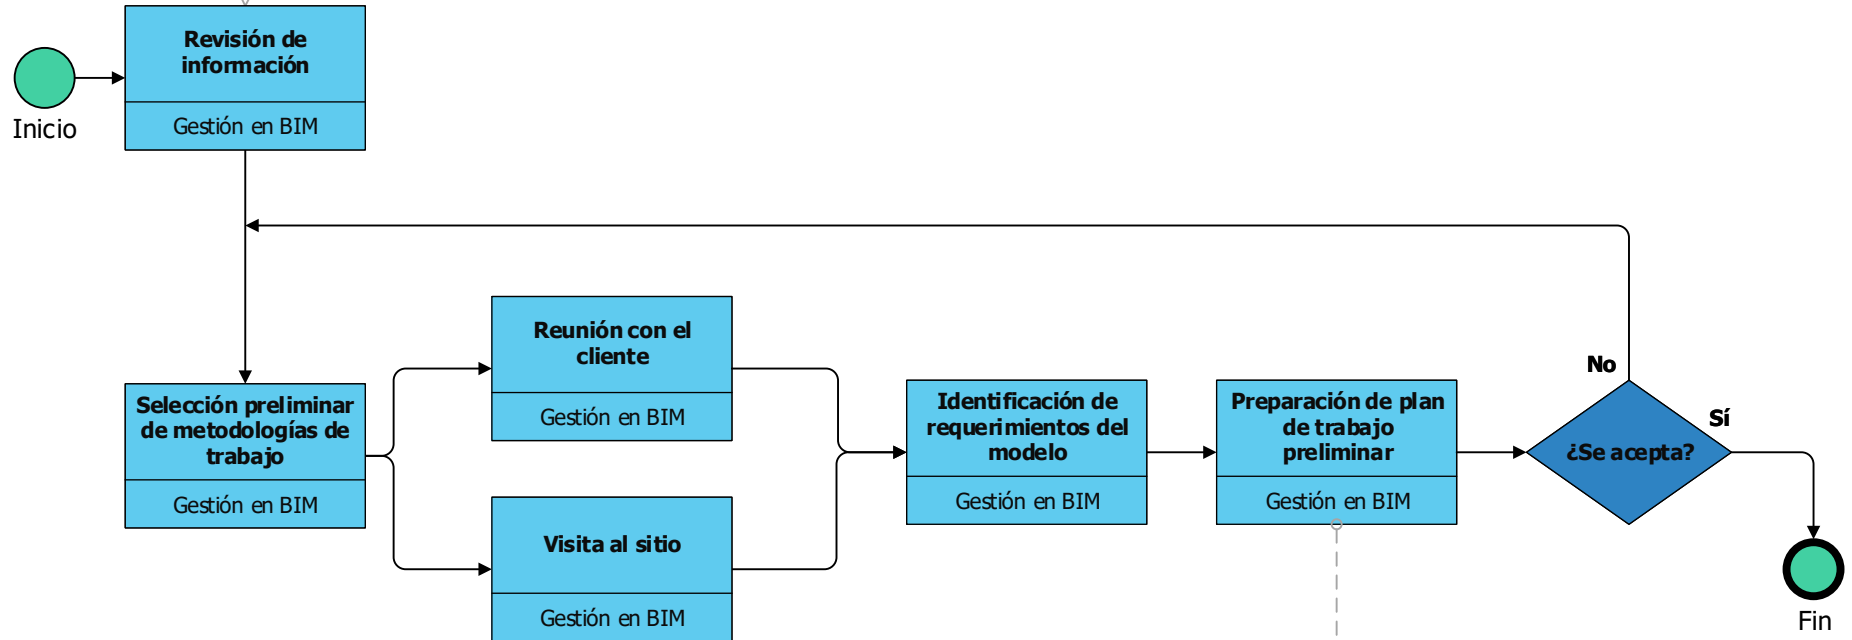 Revisión de
información
Gestión en BIM
Inicio
Selección preliminar
de metodologías de
trabajo
Gestión en BIM
Reunión con el
cliente
Gestión en BIM
Visita al sitio
Gestión en BIM
Identificación de
requerimientos del
modelo
Gestión en BIM
Preparación de plan
de trabajo
preliminar
Gestión en BIM
No
¿Se acepta?
Sí
Fin